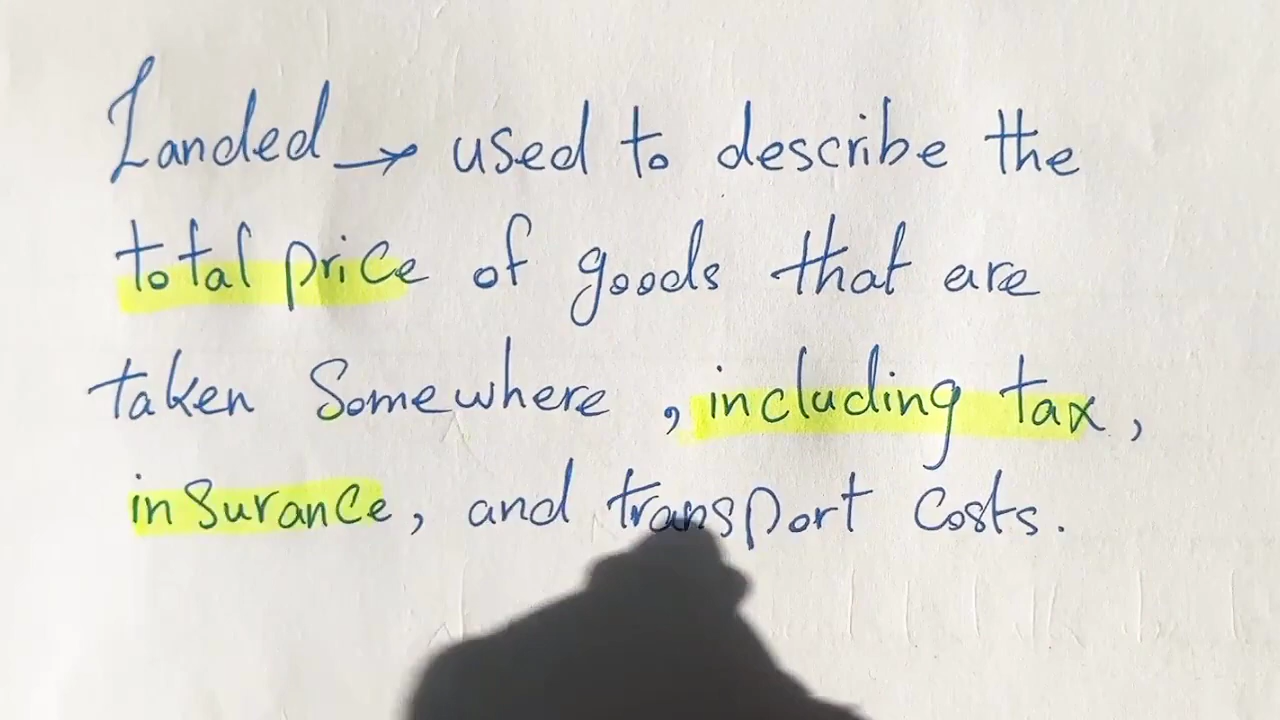 Landed → used to describe the
total price of goods that are
taken Somewhere , including tax ,
insurance , and transport Costs .